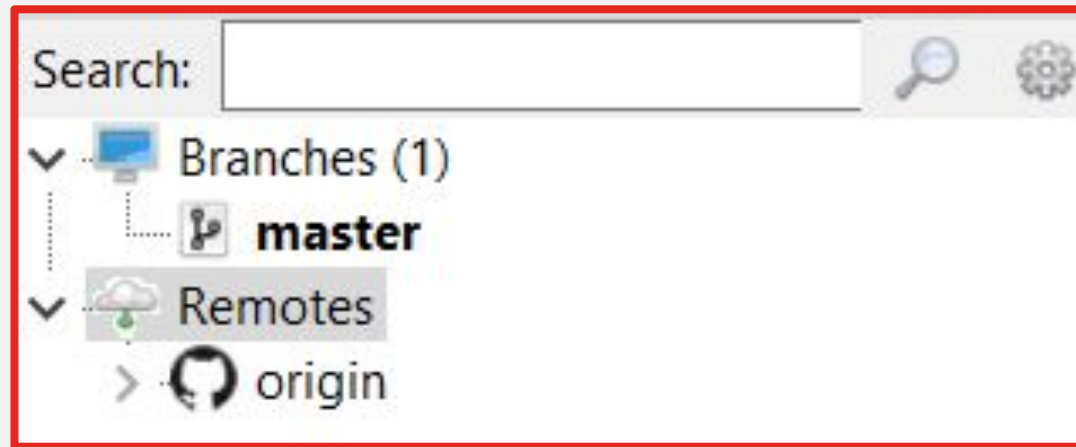 Search:
Branches (1)
master
Remotes
origin